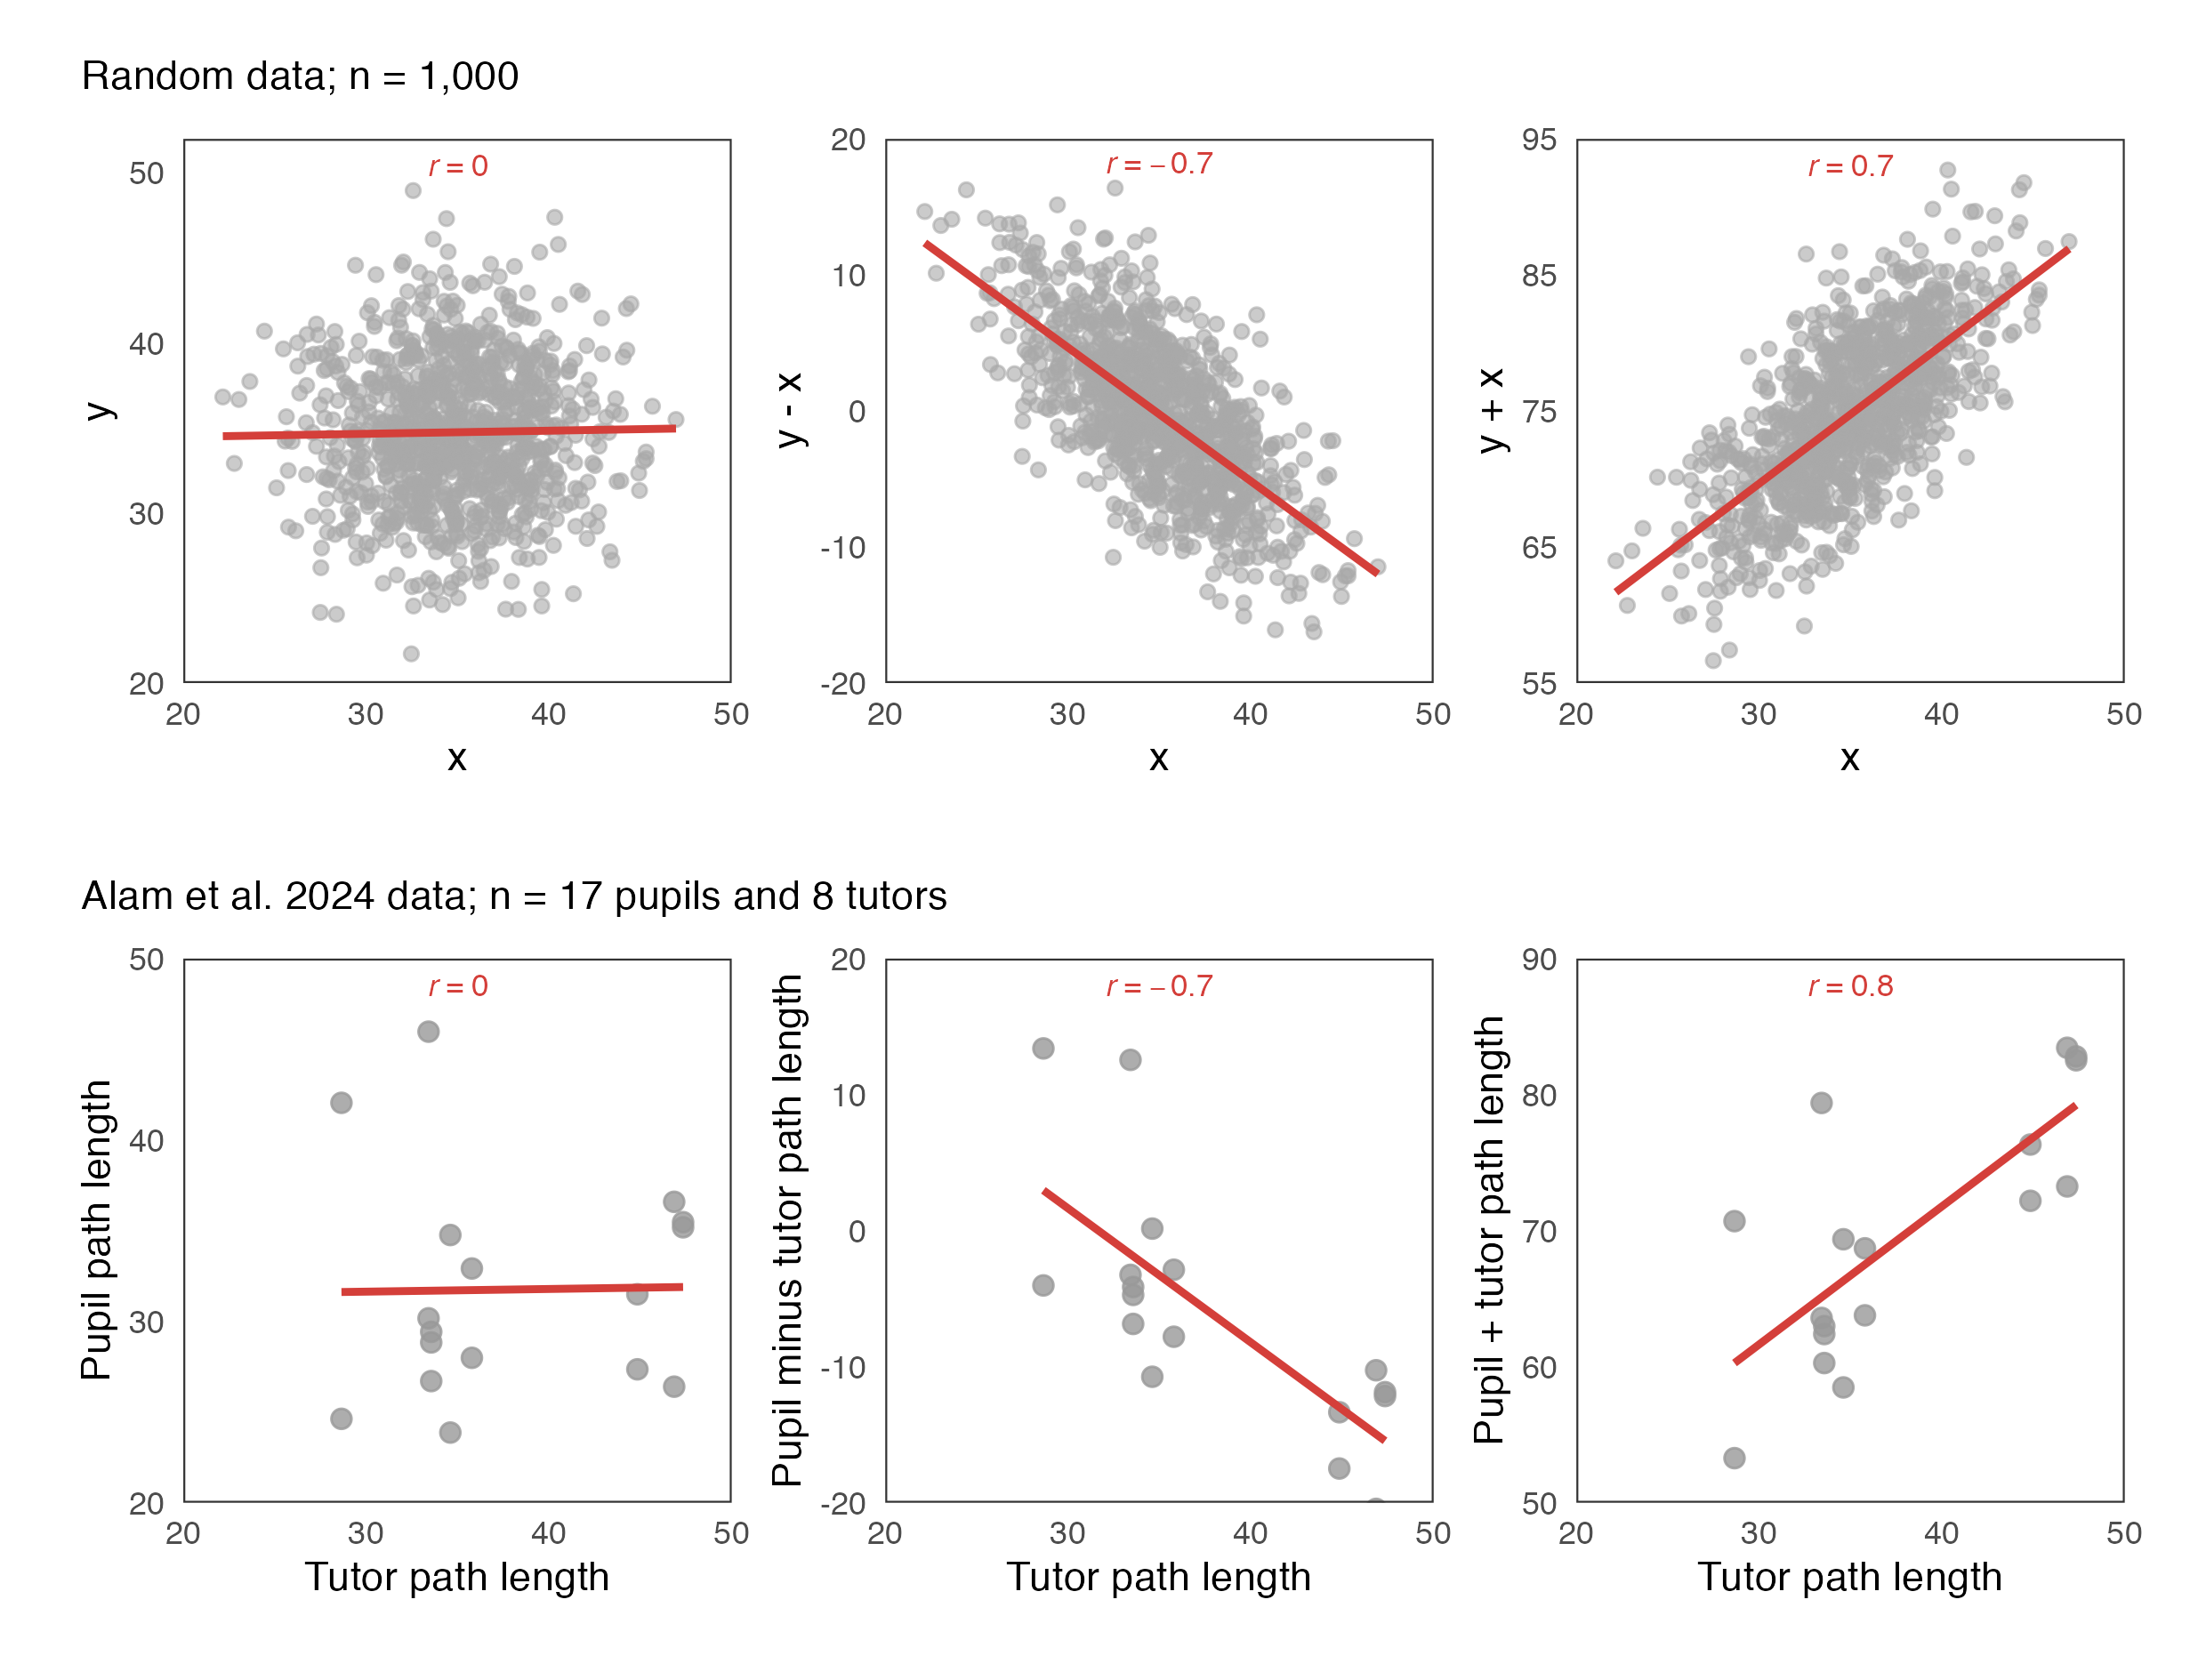 Random data; n = 1,000
r = 0
50
40
30
20
y
20 30 40 50
x
r = −0.7
20
10
0
-10
-20
y - x
20 30 40 50
x
r = 0.7
95
85
75
65
55
y + x
20 30 40 50
x
Alam et al. 2024 data; n = 17 pupils and 8 tutors
r = 0
50
40
30
20
Pupil path length
20 30 40 50
Tutor path length
r = −0.7
20
10
0
-10
-20
Pupil minus tutor path length
20 30 40 50
Tutor path length
r = 0.8
90
80
70
60
50
Pupil + tutor path length
20 30 40 50
Tutor path length